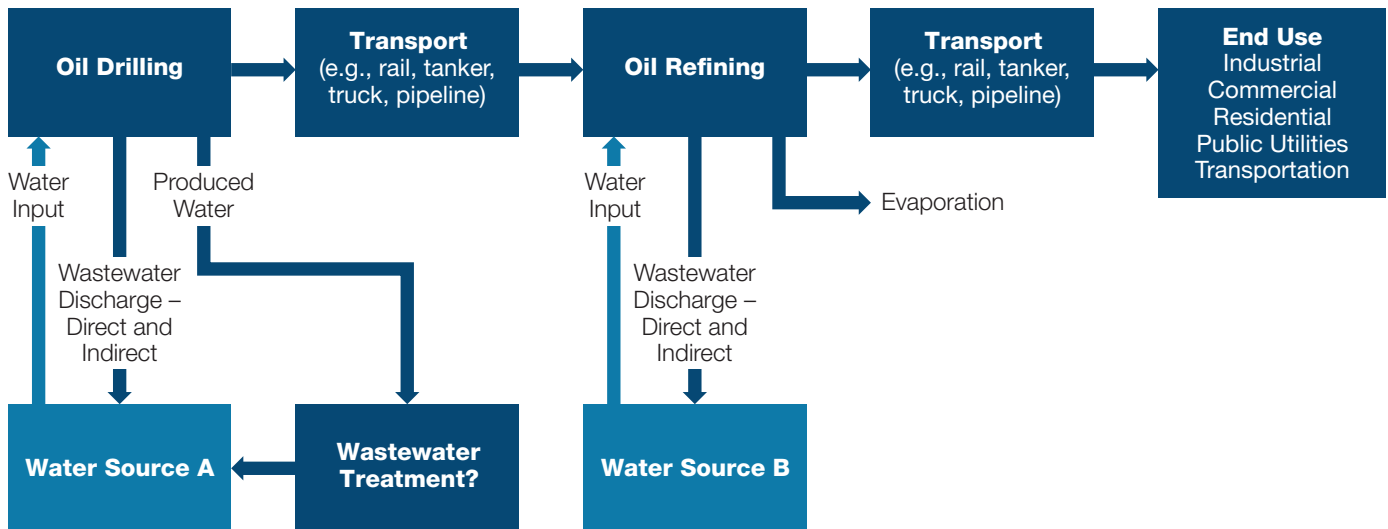 Oil Drilling
Transport
(e.g., rail, tanker,
truck, pipeline)
Oil Refining
Transport
(e.g., rail, tanker,
truck, pipeline)
End Use
Industrial
Commercial
Residential
Public Utilities
Transportation
Water
Input
Produced
Water
Wastewater
Discharge –
Direct and
Indirect
Water
Input
Evaporation
Wastewater
Discharge –
Direct and
Indirect
Water Source A
Wastewater
Treatment?
Water Source B